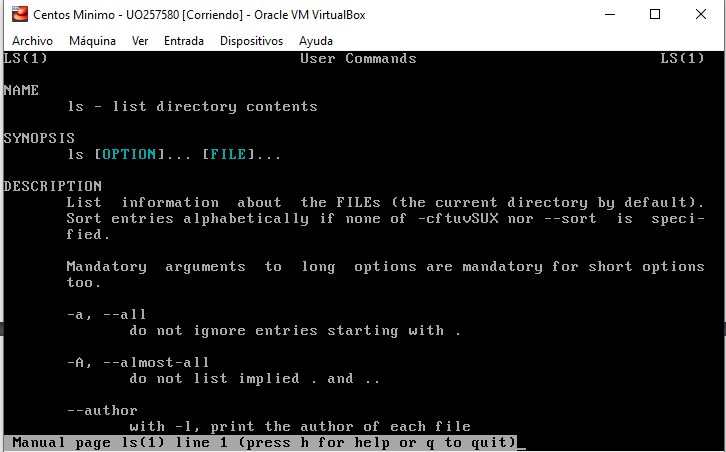 Centos Minimo - UO257580 [Corriendo] - Oracle VM VirtualBox
Archivo Máquina Ver Entrada Dispositivos Ayuda
LS(1) User Commands LS(1)
NAME
ls - list directory contents
SYNOPSIS
ls [OPTION]... [FILE]...
DESCRIPTION
List information about the FILEs (the current directory by default).
Sort entries alphabetically if none of -cftuvSUX nor --sort is speci-
fied.
Mandatory arguments to long options are mandatory for short options
too.
-a, --all
do not ignore entries starting with .
-A, --almost-all
do not list implied . and ..
--author
with -l, print the author of each file
Manual page ls(1) line 1 (press h for help or q to quit)